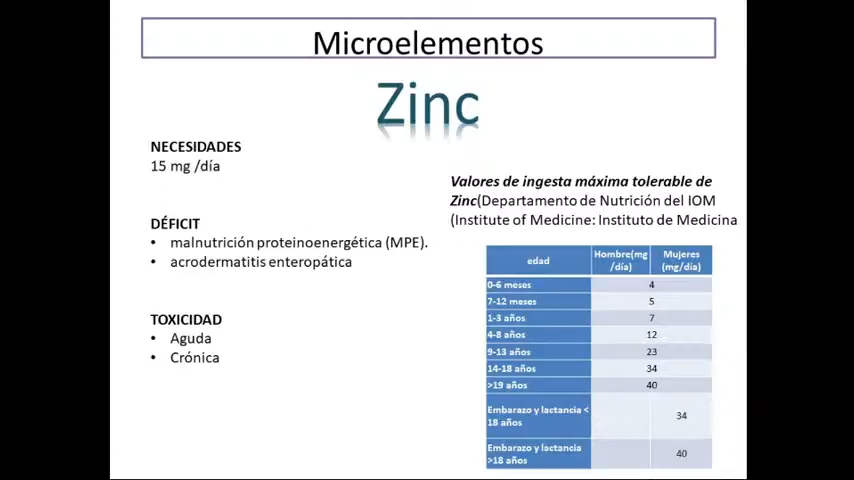 Microelementos
Zinc
NECESIDADES
15 mg /día
DÉFICIT
• malnutrición proteinoenergética (MPE).
• acrodermatitis enteropática
TOXICIDAD
• Aguda
• Crónica
Valores de ingesta máxima tolerable de
Zinc(Departamento de Nutrición del IOM
(Institute of Medicine: Instituto de Medicina
edad Hombre(mg Mujeres
/día) (mg/día)
0-6 meses 4
7-12 meses 5
1-3 años 7
4-8 años 12
9-13 años 23
14-18 años 34
>19 años 40
Embarazo y lactancia <
18 años 34
Embarazo y lactancia
>18 años 40